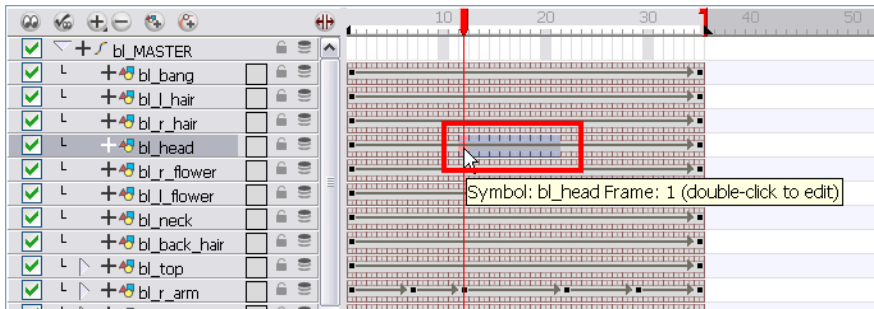 10 20 30 40 50
bl_MASTER
bl_bang
bl_l_hair
bl_r_hair
bl_head
bl_r_flower
bl_l_flower
Symbol: bl_head Frame: 1 (double-click to edit)
bl_neck
bl_back_hair
bl_top
bl_r_arm